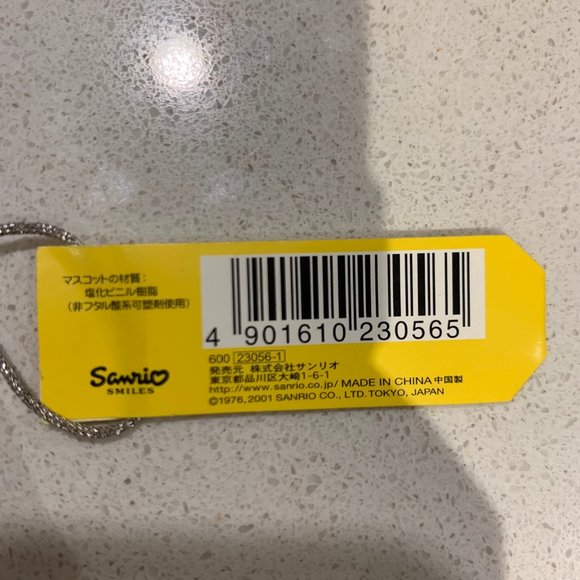 マスコットの材質:
塩化ビニル樹脂
(非フタル酸系可塑剤使用)
Sanrio
SMILES
4 901610 230565
600 23056-1
発売元 株式会社サンリオ
東京都品川区大崎1-6-1
http://www.sanrio.co.jp/ MADE IN CHINA 中国製
©1976, 2001 SANRIO CO., LTD. TOKYO, JAPAN